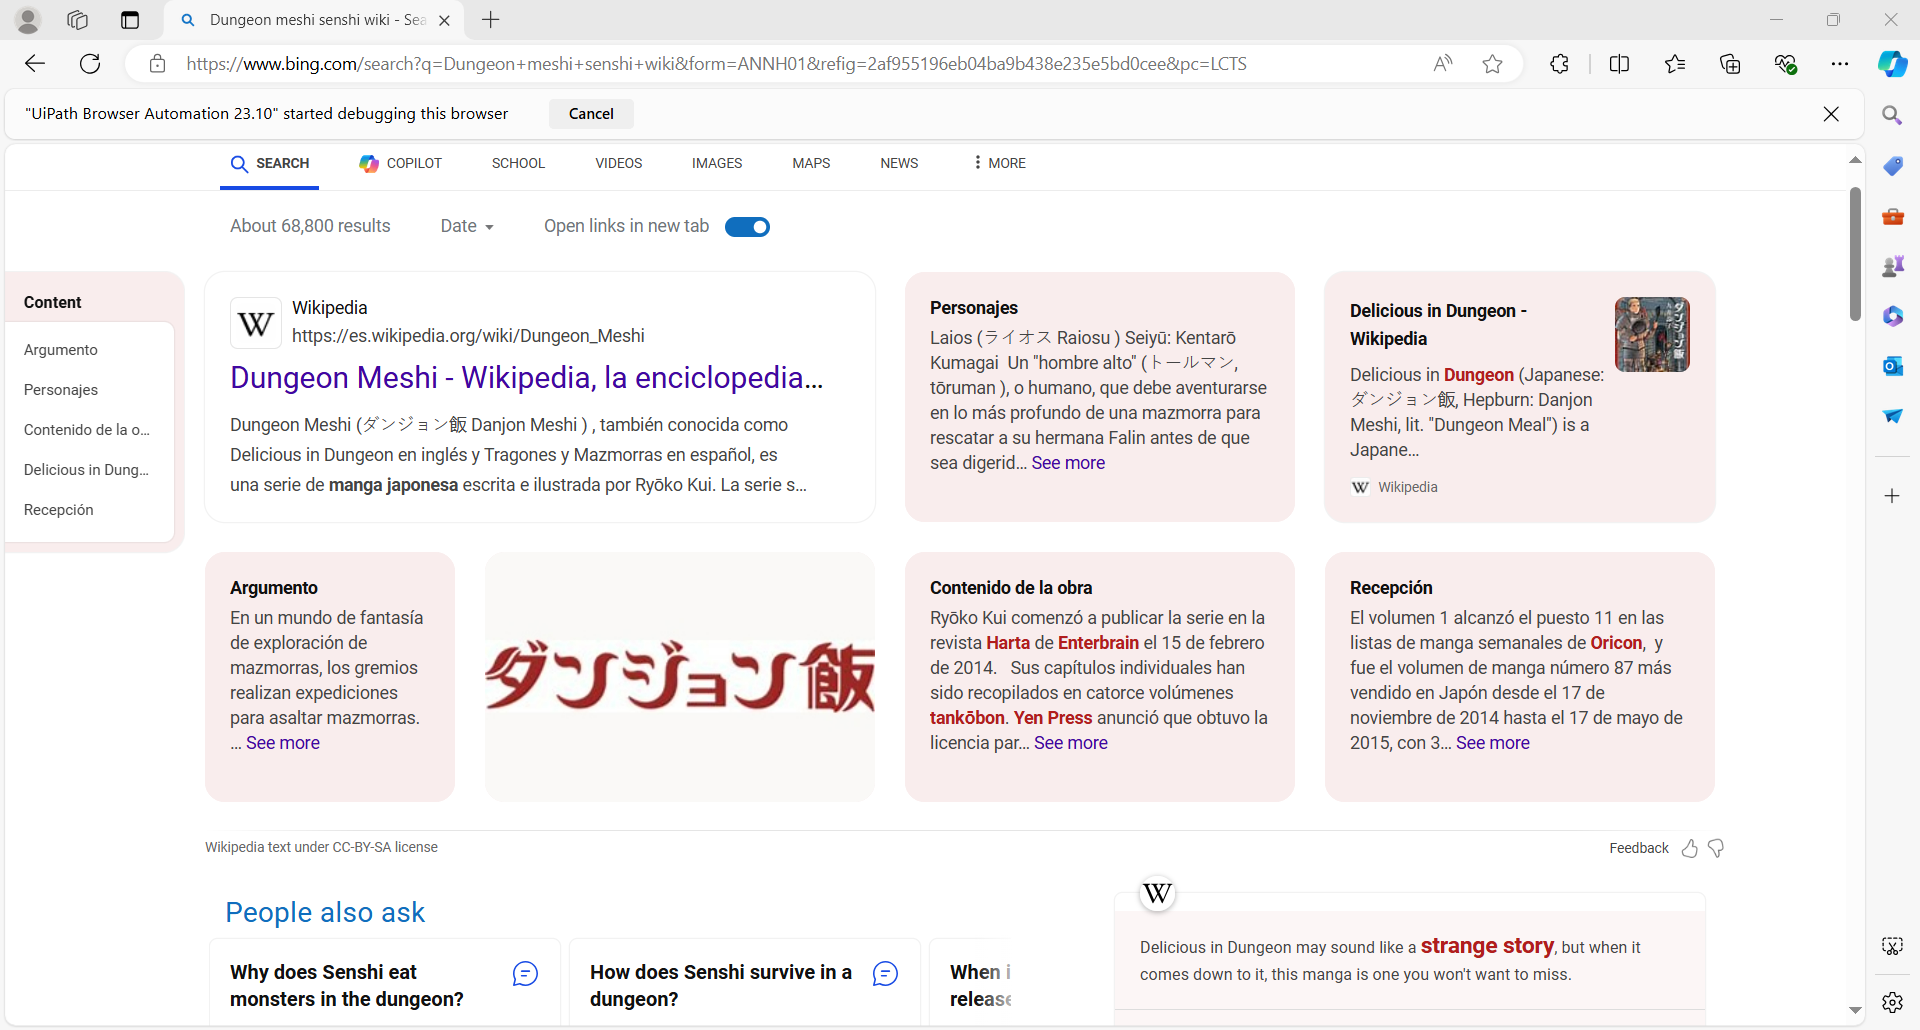 Dungeon meshi senshi wiki - Sea
https://www.bing.com/search?q=Dungeon+meshi+senshi+wiki&form=ANNH01&refig=2af955196eb04ba9b438e235e5bd0cee&pc=LCTS
"UiPath Browser Automation 23.10" started debugging this browser
Cancel
SEARCH COPILOT SCHOOL VIDEOS IMAGES MAPS NEWS MORE
About 68,800 results Date Open links in new tab
Content
Argumento
Personajes
Contenido de la o...
Delicious in Dung...
Recepción
W Wikipedia
https://es.wikipedia.org/wiki/Dungeon_Meshi
Dungeon Meshi - Wikipedia, la enciclopedia...
Dungeon Meshi (ダンジョン飯 Danjon Meshi ) , también conocida como
Delicious in Dungeon en inglés y Tragones y Mazmorras en español, es
una serie de manga japonesa escrita e ilustrada por Ryōko Kui. La serie s...
Personajes
Laios (ライオス Raiosu ) Seiyū: Kentarō
Kumagai Un "hombre alto" (トールマン,
tōruman ), o humano, que debe aventurarse
en lo más profundo de una mazmorra para
rescatar a su hermana Falin antes de que
sea digerid... See more
Delicious in Dungeon -
Wikipedia
Delicious in Dungeon (Japanese:
ダンジョン飯, Hepburn: Danjon
Meshi, lit. "Dungeon Meal") is a
Japane...
W Wikipedia
Argumento
En un mundo de fantasía
de exploración de
mazmorras, los gremios
realizan expediciones
para asaltar mazmorras.
... See more
ダンジョン飯
Contenido de la obra
Ryōko Kui comenzó a publicar la serie en la
revista Harta de Enterbrain el 15 de febrero
de 2014. Sus capítulos individuales han
sido recopilados en catorce volúmenes
tankōbon. Yen Press anunció que obtuvo la
licencia par... See more
Recepción
El volumen 1 alcanzó el puesto 11 en las
listas de manga semanales de Oricon, y
fue el volumen de manga número 87 más
vendido en Japón desde el 17 de
noviembre de 2014 hasta el 17 de mayo de
2015, con 3... See more
Wikipedia text under CC-BY-SA license
Feedback
People also ask
Why does Senshi eat
monsters in the dungeon?
How does Senshi survive in a
dungeon?
When i
release
W
Delicious in Dungeon may sound like a strange story, but when it
comes down to it, this manga is one you won't want to miss.